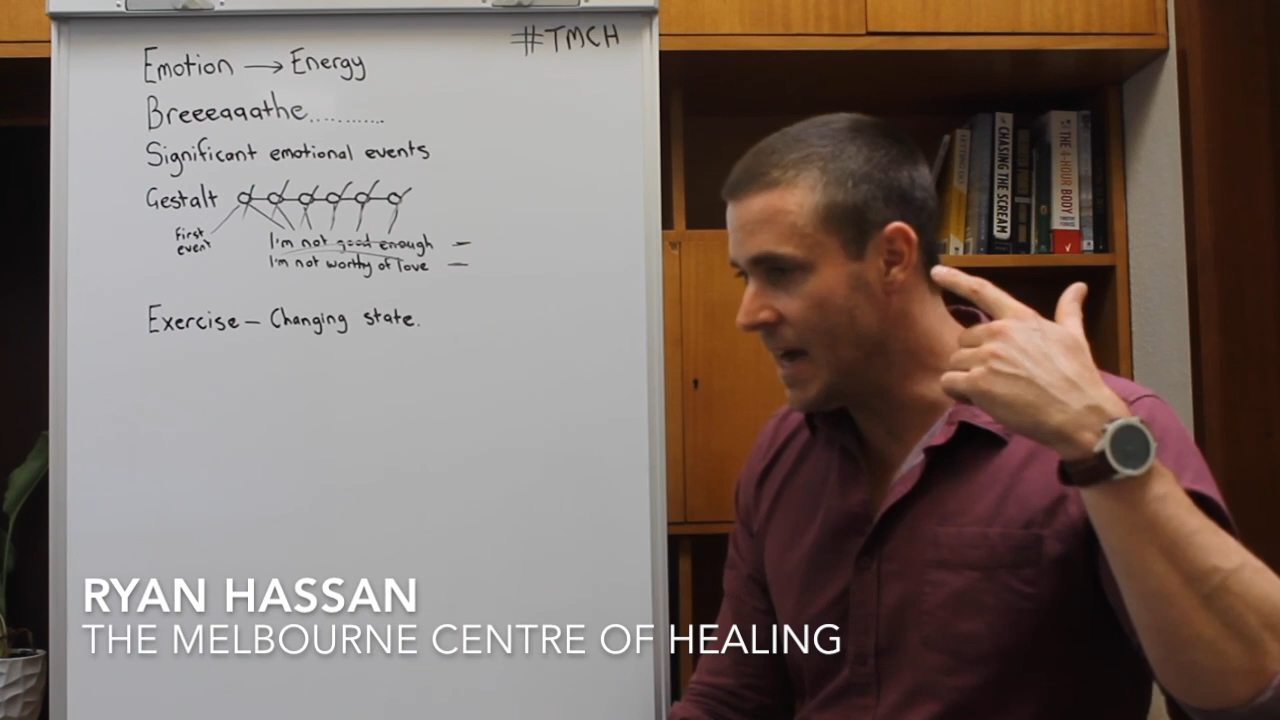 #TMCH
Emotion → Energy
Breeeaaathe...........
Significant emotional events
Gestalt
First
event
I'm not good enough –
I'm not worthy of love –
Exercise – Changing state.
CHASING THE SCREAM
THE 4-HOUR BODY
RYAN HASSAN
THE MELBOURNE CENTRE OF HEALING